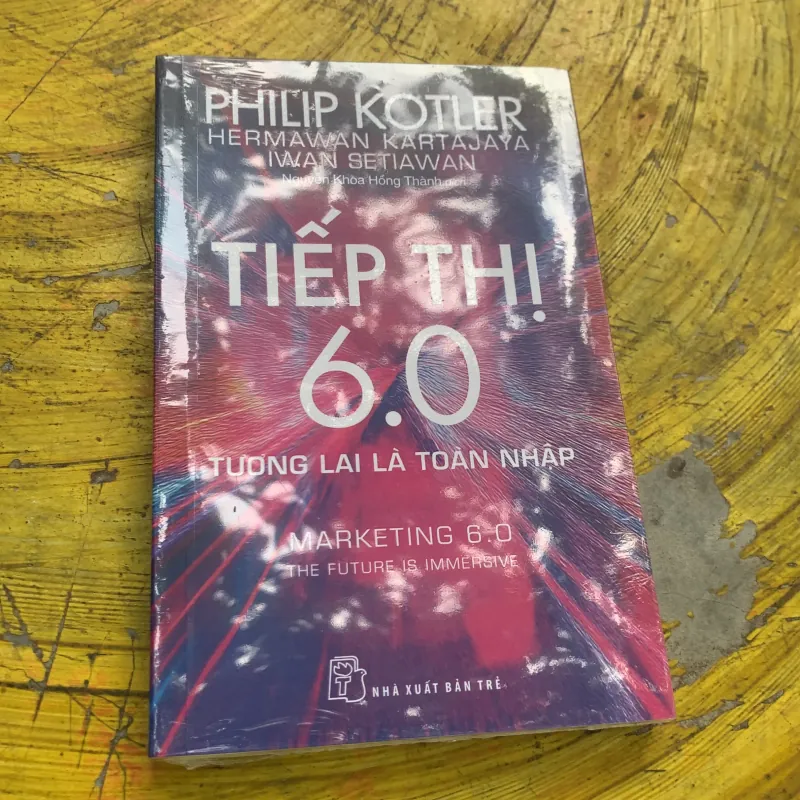 PHILIP KOTLER
HERMAWAN KARTAJAYA
IWAN SETIAWAN
Nguyễn Khoa Hồng Thành dịch
TIẾP THỊ
6.0
TƯƠNG LAI LÀ TOÀN NHẬP
MARKETING 6.0
THE FUTURE IS IMMERSIVE
NHÀ XUẤT BẢN TRẺ